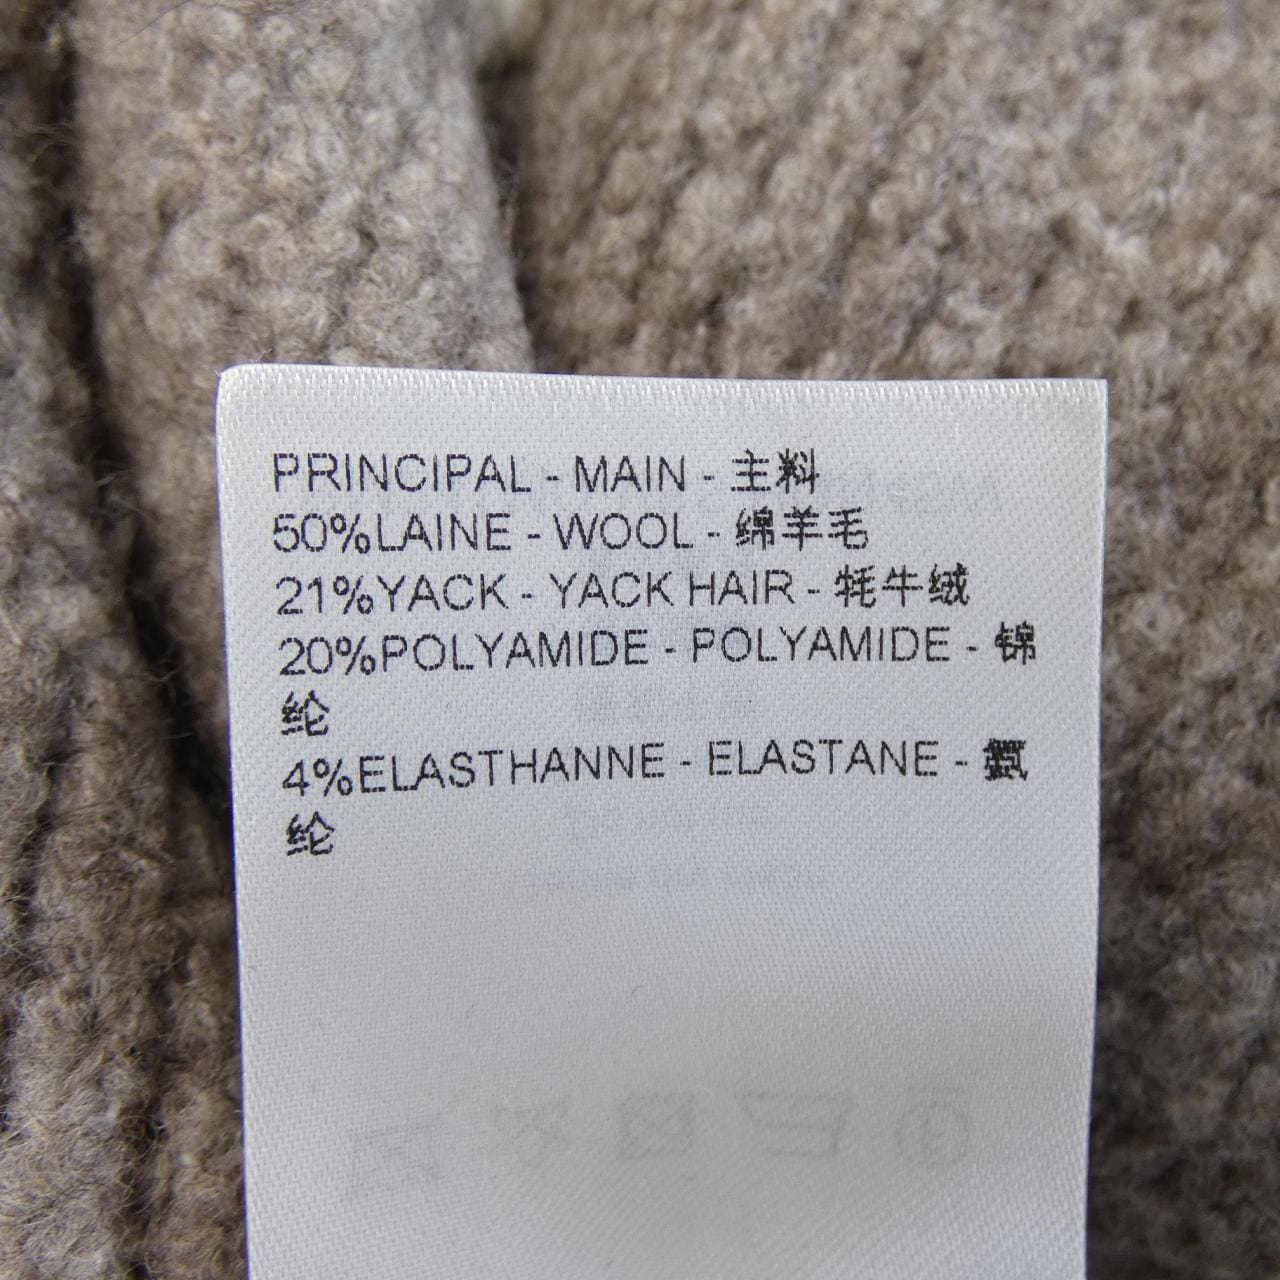 PRINCIPAL - MAIN - 主料
50%LAINE - WOOL - 绵羊毛
21%YACK - YACK HAIR - 牦牛绒
20%POLYAMIDE - POLYAMIDE - 锦
纶
4%ELASTHANNE - ELASTANE - 氨
纶